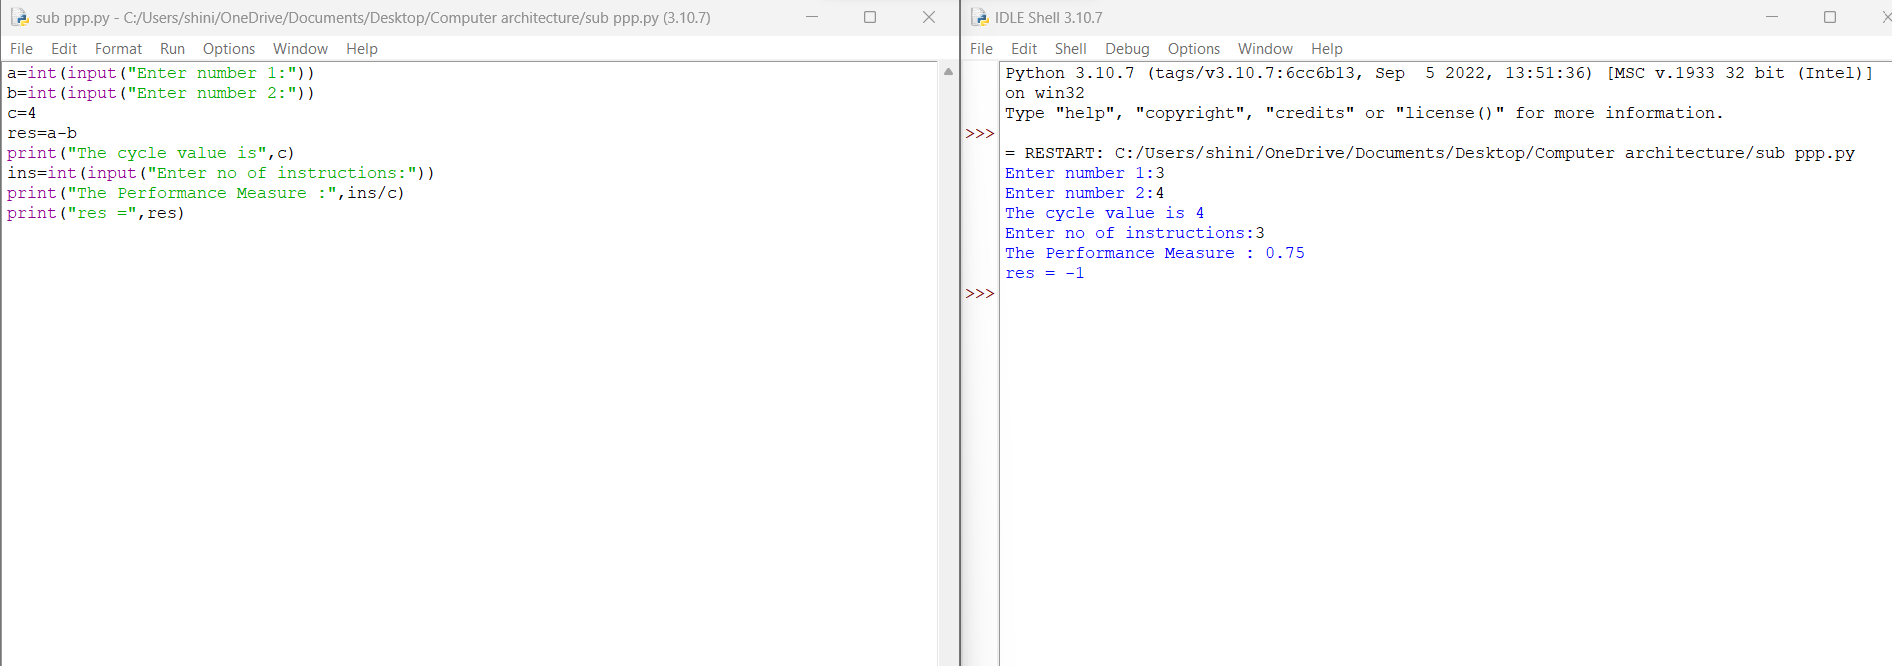 sub ppp.py - C:/Users/shini/OneDrive/Documents/Desktop/Computer architecture/sub ppp.py (3.10.7)
File Edit Format Run Options Window Help
a=int(input("Enter number 1:"))
b=int(input("Enter number 2:"))
c=4
res=a-b
print("The cycle value is",c)
ins=int(input("Enter no of instructions:"))
print("The Performance Measure :",ins/c)
print("res =",res)
IDLE Shell 3.10.7
File Edit Shell Debug Options Window Help
Python 3.10.7 (tags/v3.10.7:6cc6b13, Sep  5 2022, 13:51:36) [MSC v.1933 32 bit (Intel)]
on win32
Type "help", "copyright", "credits" or "license()" for more information.
>>>
= RESTART: C:/Users/shini/OneDrive/Documents/Desktop/Computer architecture/sub ppp.py
Enter number 1:3
Enter number 2:4
The cycle value is 4
Enter no of instructions:3
The Performance Measure : 0.75
res = -1
>>>